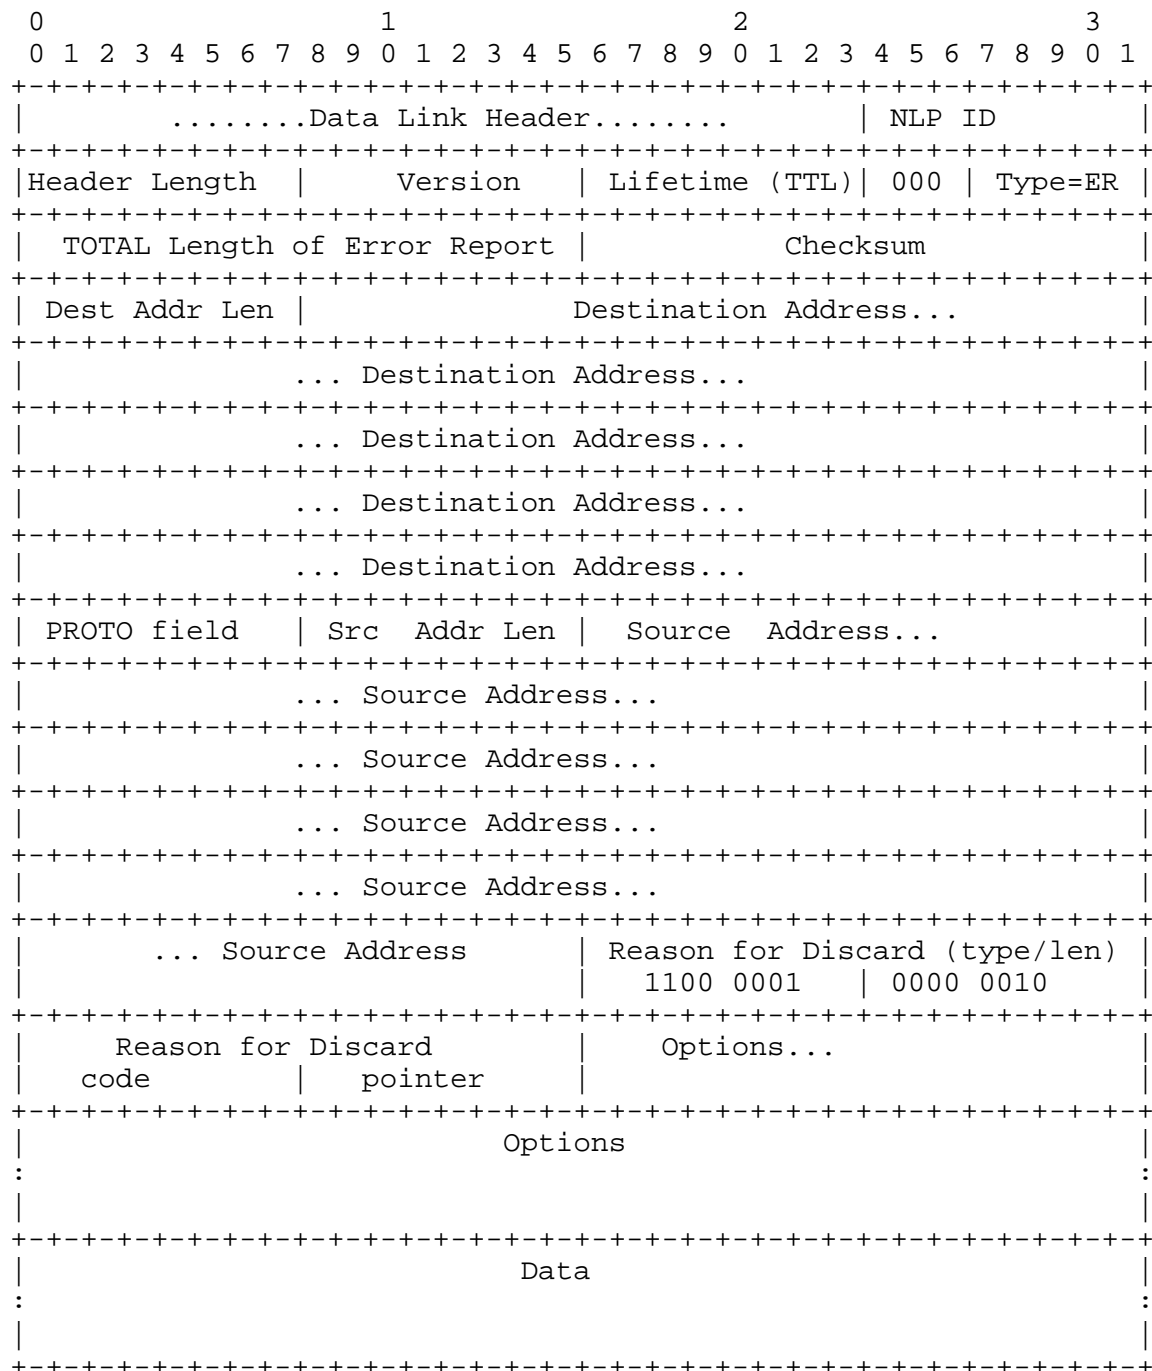 0                   1                   2                   3
 0 1 2 3 4 5 6 7 8 9 0 1 2 3 4 5 6 7 8 9 0 1 2 3 4 5 6 7 8 9 0 1
+-+-+-+-+-+-+-+-+-+-+-+-+-+-+-+-+-+-+-+-+-+-+-+-+-+-+-+-+-+-+-+-+
|        ........Data Link Header........       | NLP ID        |
+-+-+-+-+-+-+-+-+-+-+-+-+-+-+-+-+-+-+-+-+-+-+-+-+-+-+-+-+-+-+-+-+
|Header Length  |     Version   | Lifetime (TTL)| 000 | Type=ER |
+-+-+-+-+-+-+-+-+-+-+-+-+-+-+-+-+-+-+-+-+-+-+-+-+-+-+-+-+-+-+-+-+
|  TOTAL Length of Error Report |           Checksum            |
+-+-+-+-+-+-+-+-+-+-+-+-+-+-+-+-+-+-+-+-+-+-+-+-+-+-+-+-+-+-+-+-+
| Dest Addr Len |               Destination Address...          |
+-+-+-+-+-+-+-+-+-+-+-+-+-+-+-+-+-+-+-+-+-+-+-+-+-+-+-+-+-+-+-+-+
|               ... Destination Address...                      |
+-+-+-+-+-+-+-+-+-+-+-+-+-+-+-+-+-+-+-+-+-+-+-+-+-+-+-+-+-+-+-+-+
|               ... Destination Address...                      |
+-+-+-+-+-+-+-+-+-+-+-+-+-+-+-+-+-+-+-+-+-+-+-+-+-+-+-+-+-+-+-+-+
|               ... Destination Address...                      |
+-+-+-+-+-+-+-+-+-+-+-+-+-+-+-+-+-+-+-+-+-+-+-+-+-+-+-+-+-+-+-+-+
|               ... Destination Address...                      |
+-+-+-+-+-+-+-+-+-+-+-+-+-+-+-+-+-+-+-+-+-+-+-+-+-+-+-+-+-+-+-+-+
| PROTO field   | Src  Addr Len |  Source  Address...           |
+-+-+-+-+-+-+-+-+-+-+-+-+-+-+-+-+-+-+-+-+-+-+-+-+-+-+-+-+-+-+-+-+
|               ... Source Address...                           |
+-+-+-+-+-+-+-+-+-+-+-+-+-+-+-+-+-+-+-+-+-+-+-+-+-+-+-+-+-+-+-+-+
|               ... Source Address...                           |
+-+-+-+-+-+-+-+-+-+-+-+-+-+-+-+-+-+-+-+-+-+-+-+-+-+-+-+-+-+-+-+-+
|               ... Source Address...                           |
+-+-+-+-+-+-+-+-+-+-+-+-+-+-+-+-+-+-+-+-+-+-+-+-+-+-+-+-+-+-+-+-+
|               ... Source Address...                           |
+-+-+-+-+-+-+-+-+-+-+-+-+-+-+-+-+-+-+-+-+-+-+-+-+-+-+-+-+-+-+-+-+
|       ... Source Address      | Reason for Discard (type/len) |
|                               |   1100 0001   | 0000 0010     |
+-+-+-+-+-+-+-+-+-+-+-+-+-+-+-+-+-+-+-+-+-+-+-+-+-+-+-+-+-+-+-+-+
|     Reason for Discard        |    Options...                 |
|   code        |   pointer     |                               |
+-+-+-+-+-+-+-+-+-+-+-+-+-+-+-+-+-+-+-+-+-+-+-+-+-+-+-+-+-+-+-+-+
|                           Options                             |
:                                                               :
|                                                               |
+-+-+-+-+-+-+-+-+-+-+-+-+-+-+-+-+-+-+-+-+-+-+-+-+-+-+-+-+-+-+-+-+
|                            Data                               |
:                                                               :
|                                                               |
+-+-+-+-+-+-+-+-+-+-+-+-+-+-+-+-+-+-+-+-+-+-+-+-+-+-+-+-+-+-+-+-+